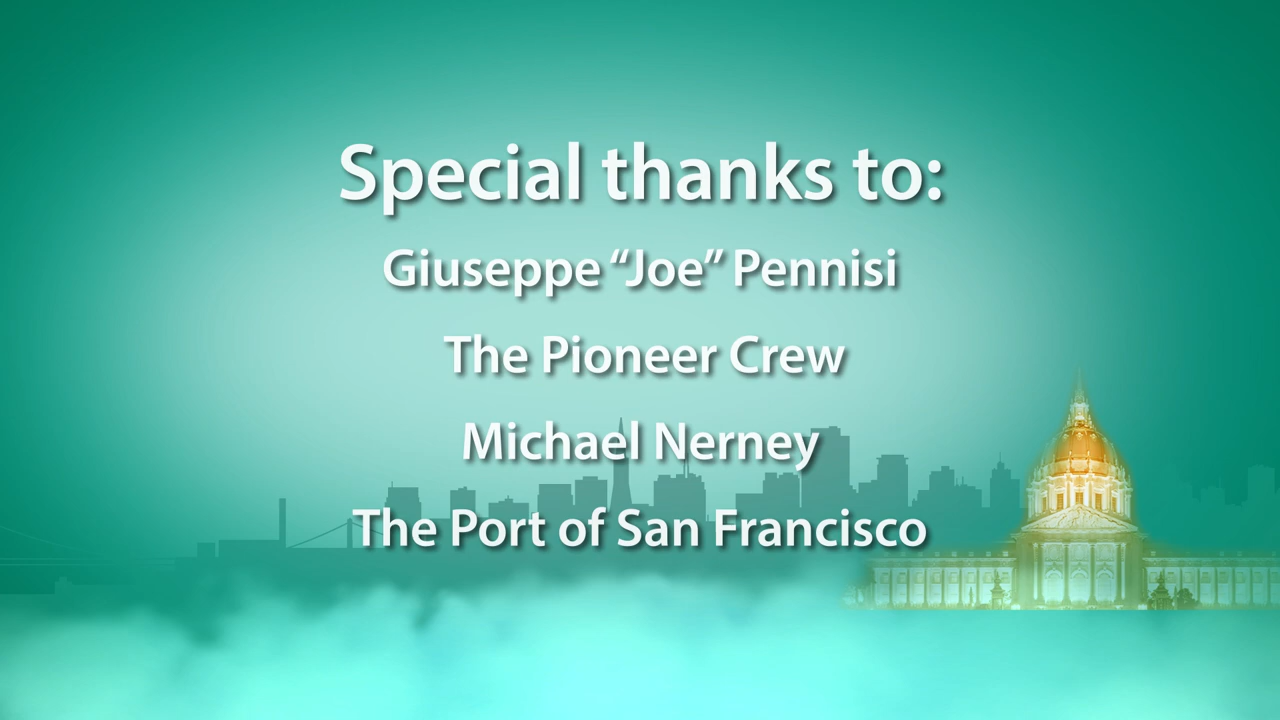 Special thanks to:
Giuseppe “Joe” Pennisi
The Pioneer Crew
Michael Nerney
The Port of San Francisco